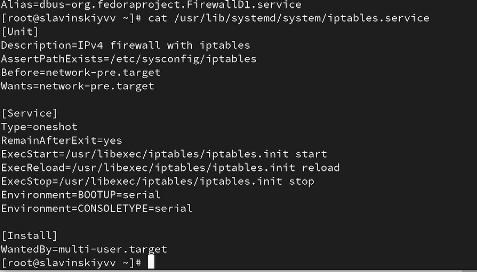 Alias=dbus-org.fedoraproject.FirewallD1.service
[root@slavinskiyvv ~]# cat /usr/lib/systemd/system/iptables.service
[Unit]
Description=IPv4 firewall with iptables
AssertPathExists=/etc/sysconfig/iptables
Before=network-pre.target
Wants=network-pre.target
[Service]
Type=oneshot
RemainAfterExit=yes
ExecStart=/usr/libexec/iptables/iptables.init start
ExecReload=/usr/libexec/iptables/iptables.init reload
ExecStop=/usr/libexec/iptables/iptables.init stop
Environment=BOOTUP=serial
Environment=CONSOLETYPE=serial
[Install]
WantedBy=multi-user.target
[root@slavinskiyvv ~]#